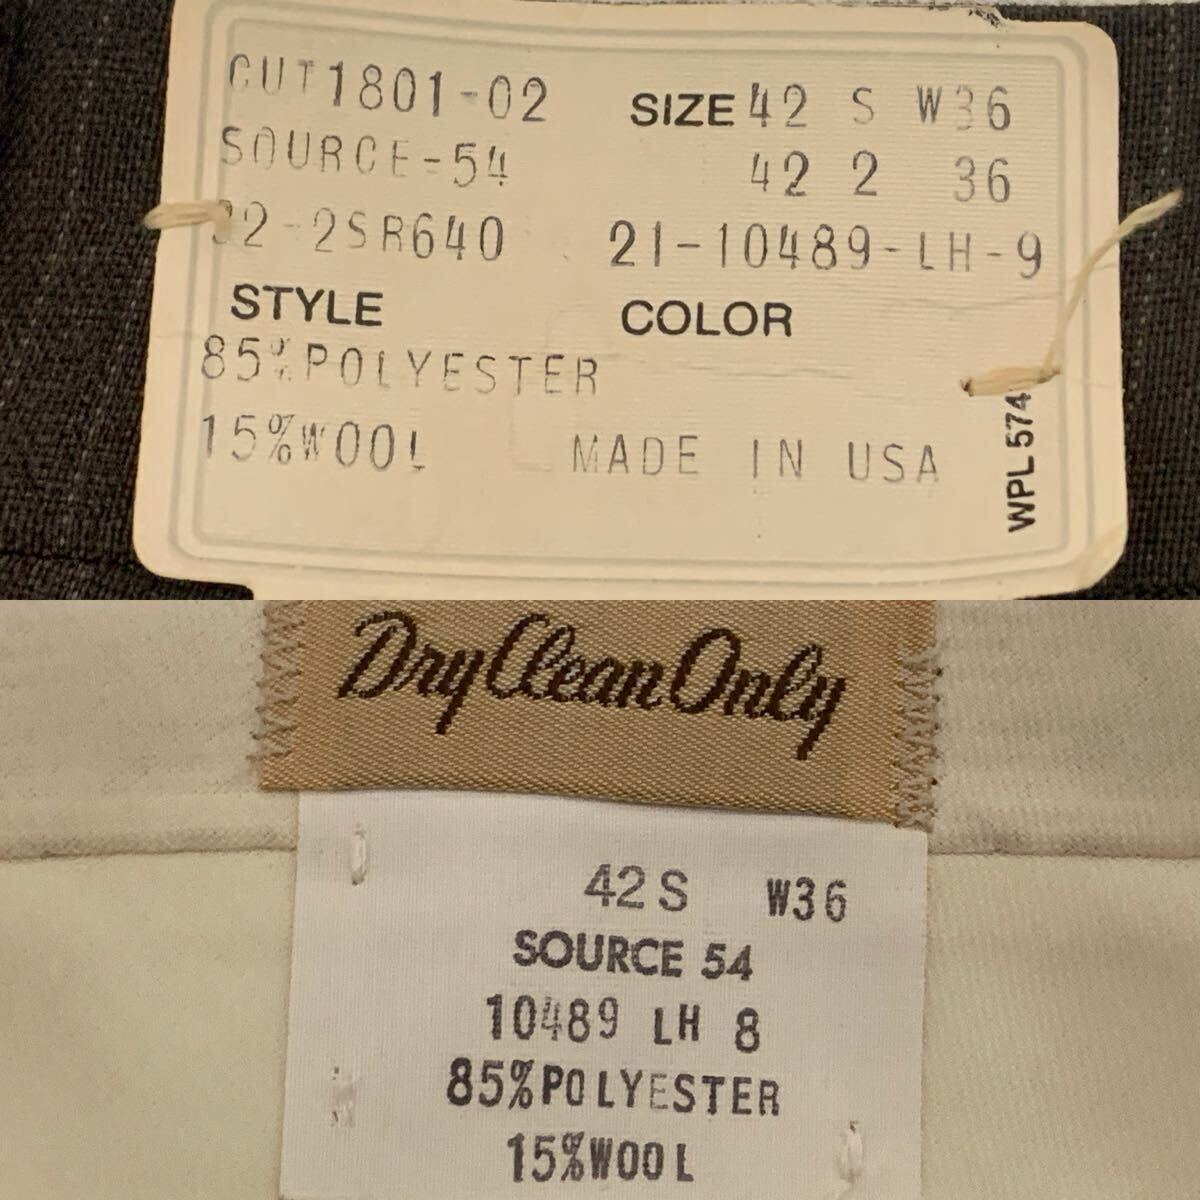 CUT1801-02
SIZE 42 S W36
SOURCE-54
42 2 36
2-2SR640
21-10489-LH-9
STYLE
COLOR
85%POLYESTER
15%WOOL
MADE IN USA
WPL 574
Dry Clean Only
42 S W36
SOURCE 54
10489 LH 8
85%POLYESTER
15%WOOL